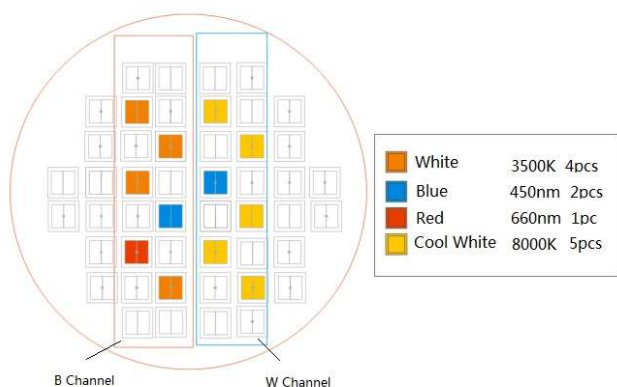 White 3500K 4pcs
Blue 450nm 2pcs
Red 660nm 1pc
Cool White 8000K 5pcs
B Channel
W Channel